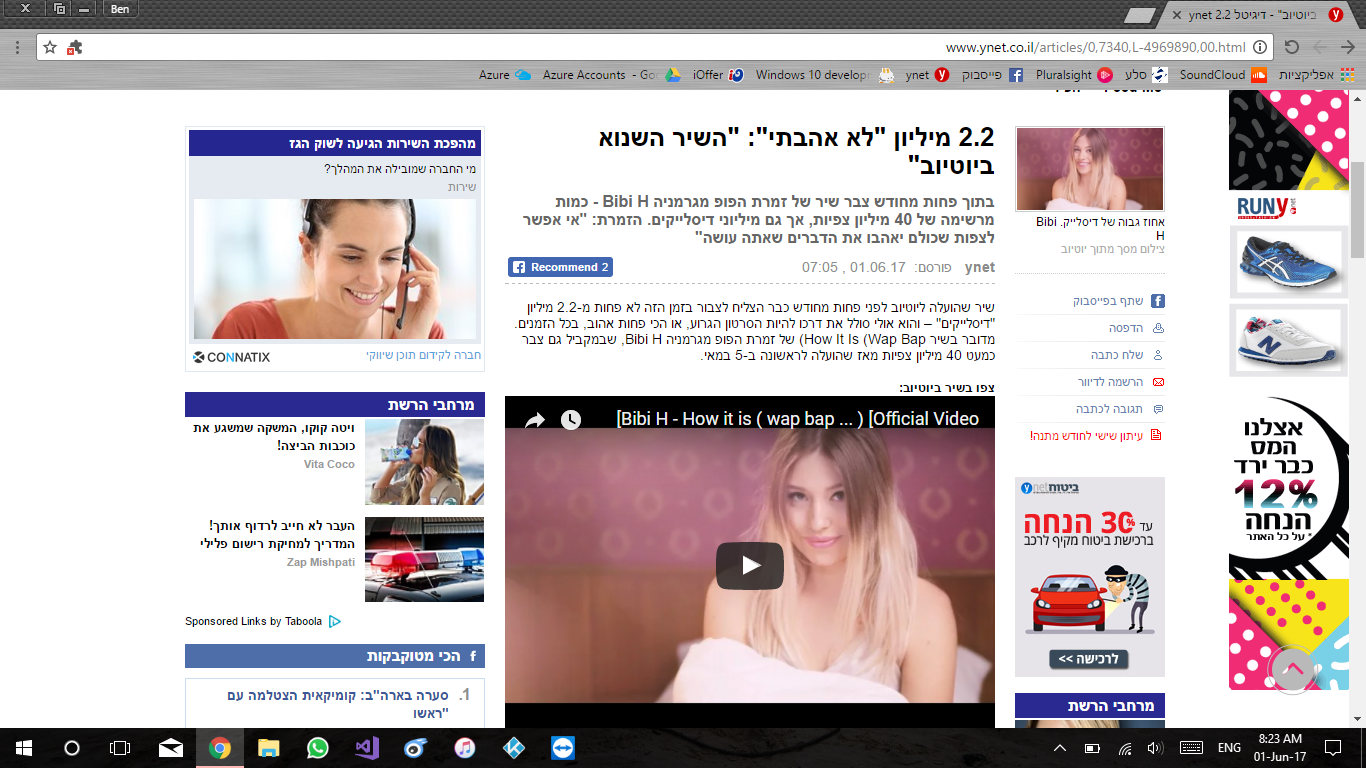 Ben
ynet 2.2 ביוטיוב" - דיגיטל
www.ynet.co.il/articles/0,7340,L-4969890,00.html
אפליקציות
SoundCloud
סלע
Pluralsight
פייסבוק
ynet
Windows 10 develop
iOffer
Azure Accounts - Goo
Azure
2.2 מיליון "לא אהבתי": "השיר השנוא
ביוטיוב"
בתוך פחות מחודש צבר שיר של זמרת הפופ מגרמניה Bibi H - כמות
מרשימה של 40 מיליון צפיות, אך גם מיליוני דיסלייקים. הזמרת: "אי אפשר
לצפות שכולם יאהבו את הדברים שאתה עושה"
ynet פורסם: 01.06.17 , 07:05
Recommend 2
שיר שהועלה ליוטיוב לפני פחות מחודש כבר הצליח לצבור בזמן הזה לא פחות מ-2.2 מיליון
"דיסלייקים" – והוא אולי סולל את דרכו להיות הסרטון הגרוע, או הכי פחות אהוב, בכל הזמנים.
מדובר בשיר How It Is (Wap Bap) של זמרת הפופ מגרמניה Bibi H, שבמקביל גם צבר
כמעט 40 מיליון צפיות מאז שהועלה לראשונה ב-5 במאי.
צפו בשיר ביוטיוב:
[Bibi H - How it is ( wap bap ... ) [Official Video
אחוז גבוה של דיסלייק. Bibi
H
צילום מסך מתוך יוטיוב
שתף בפייסבוק
הדפסה
שלח כתבה
הרשמה לדיוור
תגובה לכתבה
עיתון שישי לחודש מתנה!
ynet ביטוח
עד 30% הנחה
ברכישת ביטוח מקיף לרכב
לרכישה >>
מרחבי הרשת
מהפכת השירות הגיעה לשוק הגז
מי החברה שמובילה את המהלך?
שירות
CONNATIX
חברה לקידום תוכן שיווקי
מרחבי הרשת
ויטה קוקו, המשקה שמשגע את
כוכבות הביצה!
Vita Coco
העבר לא חייב לרדוף אותך!
המדריך למחיקת רישום פלילי
Zap Mishpati
Sponsored Links by Taboola
הכי מטוקבקות
1. סערה בארה"ב: קומיקאית הצטלמה עם
"ראשו
RUNy
ynet
אצלנו
המס
כבר ירד
12%
הנחה
* על כל האתר
ENG
8:23 AM
01-Jun-17